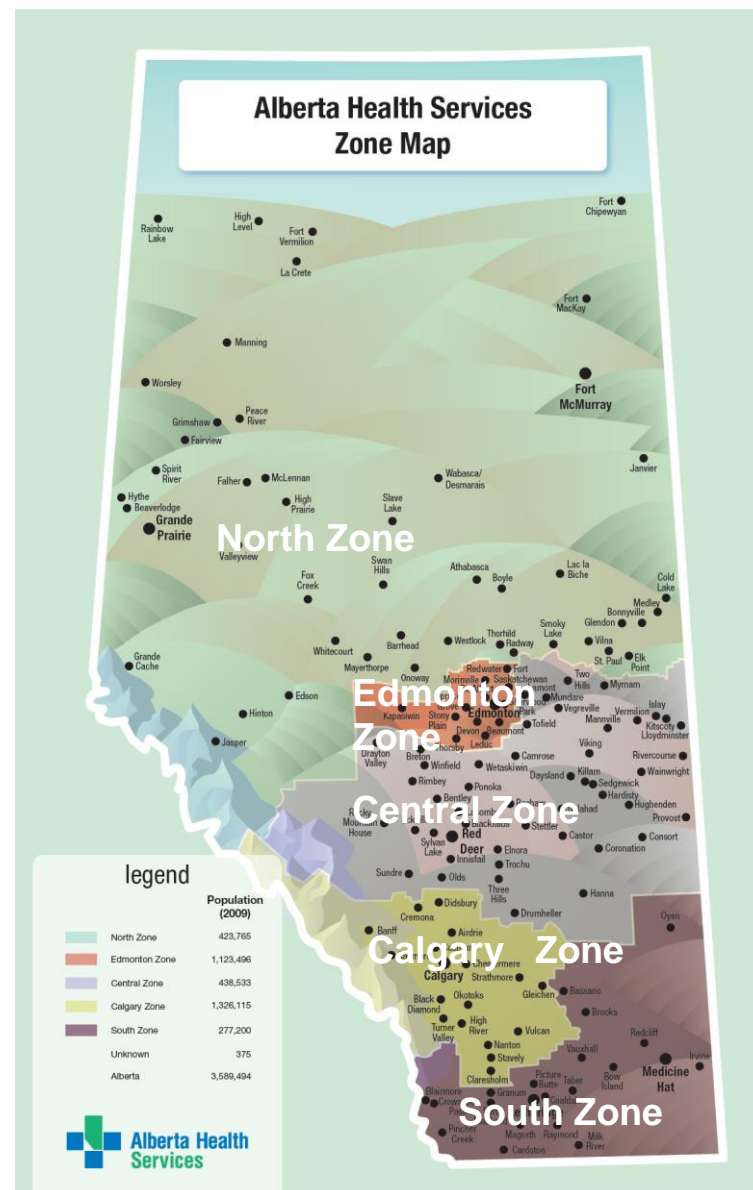 Alberta Health Services
Zone Map
Fort
Chipewyan
Rainbow
Lake
High
Level
Fort
Vermilion
La Crete
Fort
MacKay
Manning
Fort
McMurray
Worsley
Peace
River
Grimshaw
Fairview
Janvier
Spirit
River
Falher
McLennan
Wabasca/
Desmarais
Hythe
Beaverlodge
High
Prairie
Slave
Lake
Grande
Prairie
North Zone
Valleyview
Swan
Hills
Fox
Creek
Athabasca
Boyle
Lac la
Biche
Cold
Lake
Medley
Bonnyville
Glendon
Whitecourt
Barrhead
Mayerthorpe
Westlock
Thorhild
Radway
Smoky
Lake
Vilna
St. Paul
Elk
Point
Onoway
Grande
Cache
Edson
Hinton
Jasper
Redwater
Fort
Saskatchewan
Morinville
Two
Hills
Myrnam
Mundare
Vegreville
Edmonton
Zone
Kapasiwin
Grove
Stony
Plain
Edmonton
Park
Tofield
Devon
Beaumont
Leduc
Thorsby
Mannville
Vermilion
Islay
Kitscoty
Lloydminster
Drayton
Valley
Breton
Winfield
Wetaskiwin
Camrose
Viking
Rivercourse
Rimbey
Ponoka
Daysland
Killam
Sedgewick
Wainwright
Hardisty
Hughenden
Bentley
Central Zone
Provost
Mountain
House
Sylvan
Lake
Red
Deer
Stettler
Castor
Consort
Coronation
Innisfail
Elnora
Trochu
Sundre
Olds
Three
Hills
Hanna
Didsbury
Cremona
Drumheller
Oyen
Banff
Airdrie
Calgary Zone
Calgary
Strathmore
Gleichen
Bassano
Black
Diamond
Okotoks
Brooks
Turner
Valley
High
River
Vulcan
Redcliff
Nanton
Stavely
Vauxhall
Medicine
Hat
Irvine
Claresholm
Picture
Butte
Taber
Bow
Island
Blairmore
Granum
South Zone
Pincher
Creek
Magrath
Raymond
Milk
River
Cardston
legend
Population
(2009)
North Zone 423,765
Edmonton Zone 1,123,496
Central Zone 438,533
Calgary Zone 1,326,115
South Zone 277,200
Unknown 375
Alberta 3,589,494
Alberta Health
Services